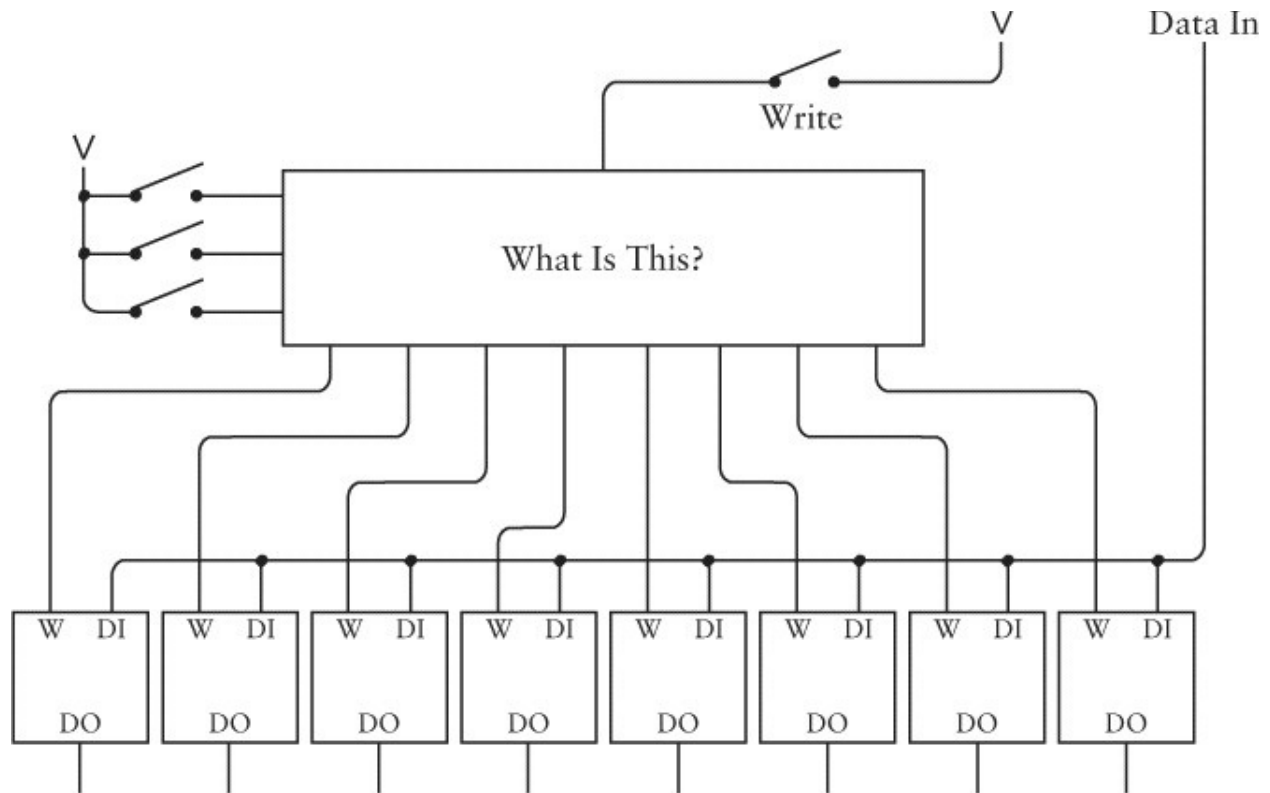 V Data In
Write
V
What Is This?
W DI W DI W DI W DI W DI W DI W DI W DI
DO DO DO DO DO DO DO DO